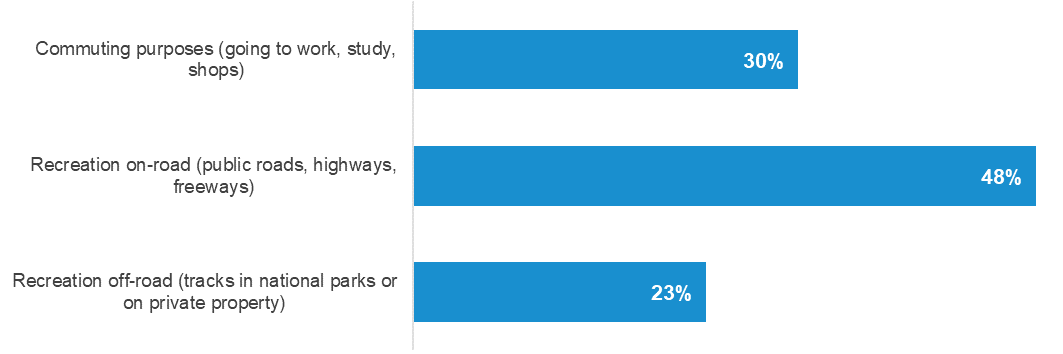 Commuting purposes (going to work, study,
shops)
30%
Recreation on-road (public roads, highways,
freeways)
48%
Recreation off-road (tracks in national parks or
on private property)
23%